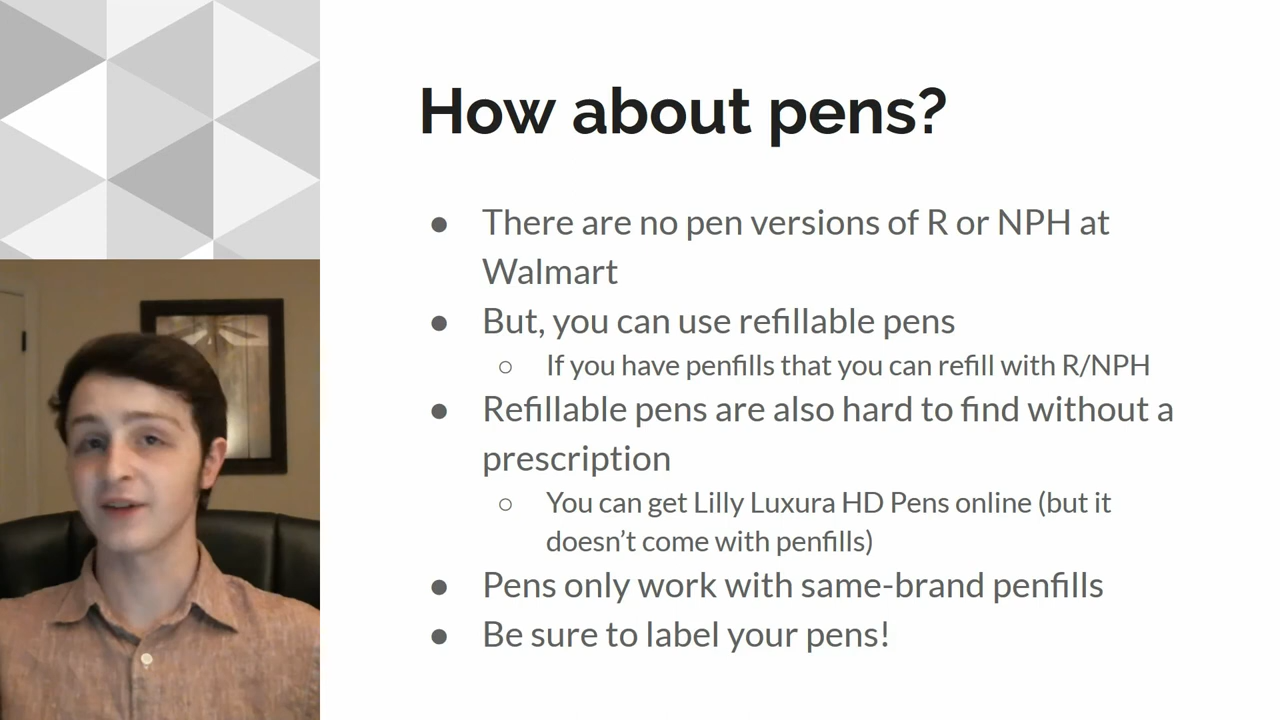 How about pens?
● There are no pen versions of R or NPH at
Walmart
● But, you can use refillable pens
○ If you have penfills that you can refill with R/NPH
● Refillable pens are also hard to find without a
prescription
○ You can get Lilly Luxura HD Pens online (but it
doesn’t come with penfills)
● Pens only work with same-brand penfills
● Be sure to label your pens!